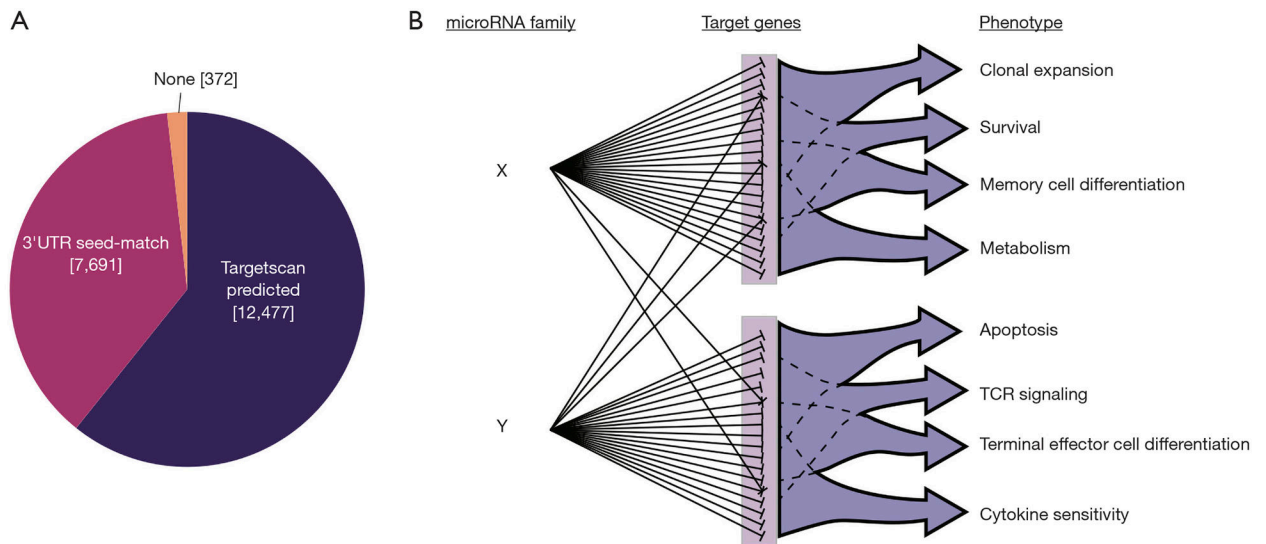 A
None [372]
3'UTR seed-match
[7,691]
Targetscan
predicted
[12,477]
B
microRNA family
Target genes
Phenotype
X
Y
Clonal expansion
Survival
Memory cell differentiation
Metabolism
Apoptosis
TCR signaling
Terminal effector cell differentiation
Cytokine sensitivity